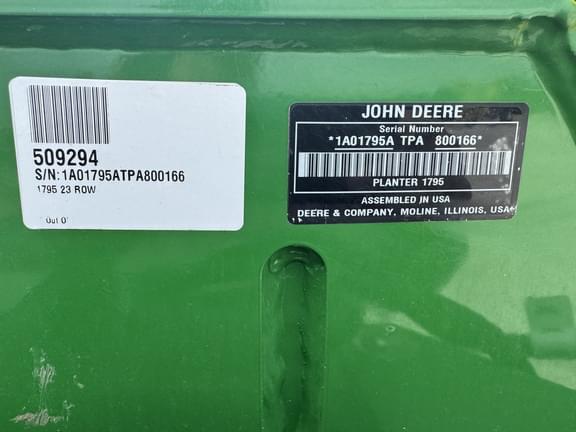 509294
S/N:1A01795ATPA800166
1795 23 ROW
JOHN DEERE
Serial Number
*1A01795A TPA 800166*
PLANTER 1795
ASSEMBLED IN USA
DEERE & COMPANY, MOLINE, ILLINOIS, USA